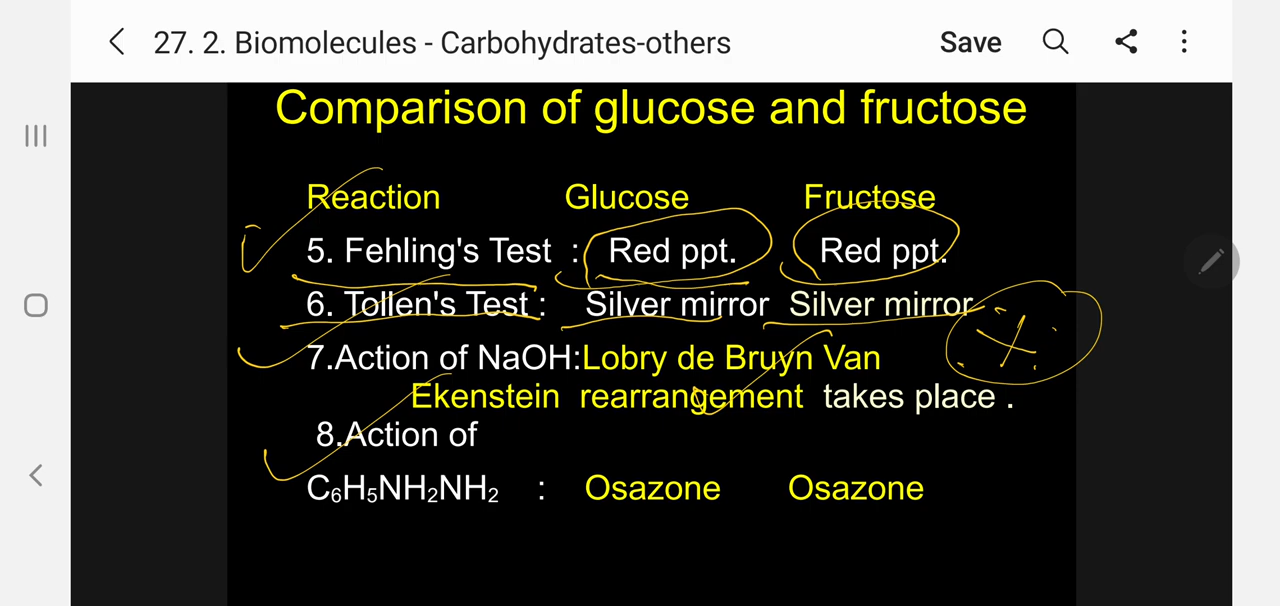 27. 2. Biomolecules - Carbohydrates-others Save
Comparison of glucose and fructose
Reaction Glucose Fructose
5. Fehling's Test : Red ppt. Red ppt.
6. Tollen's Test : Silver mirror Silver mirror
7.Action of NaOH:Lobry de Bruyn Van
Ekenstein rearrangement takes place .
8.Action of
C₆H₅NH₂NH₂ : Osazone Osazone